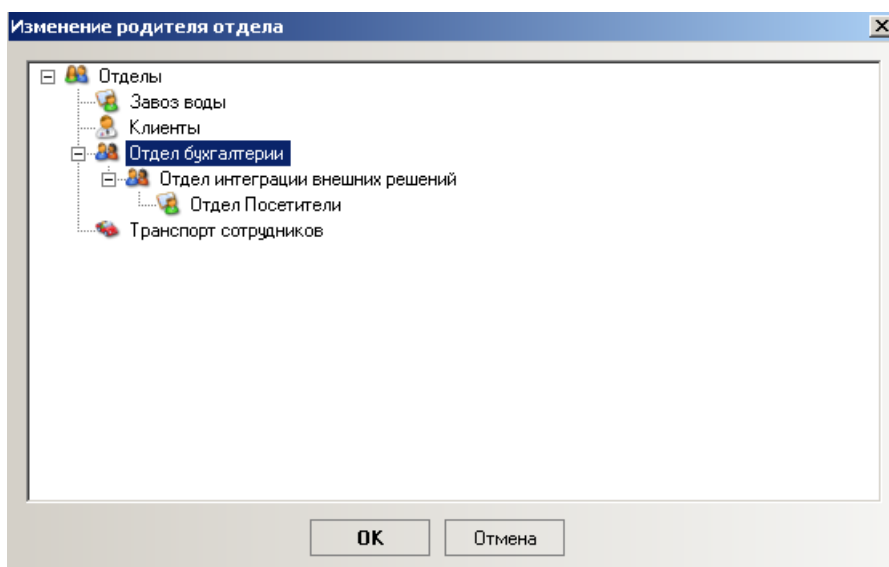 Изменение родителя отдела
Отделы
Завоз воды
Клиенты
Отдел бухгалтерии
Отдел интеграции внешних решений
Отдел Посетители
Транспорт сотрудников
OK
Отмена